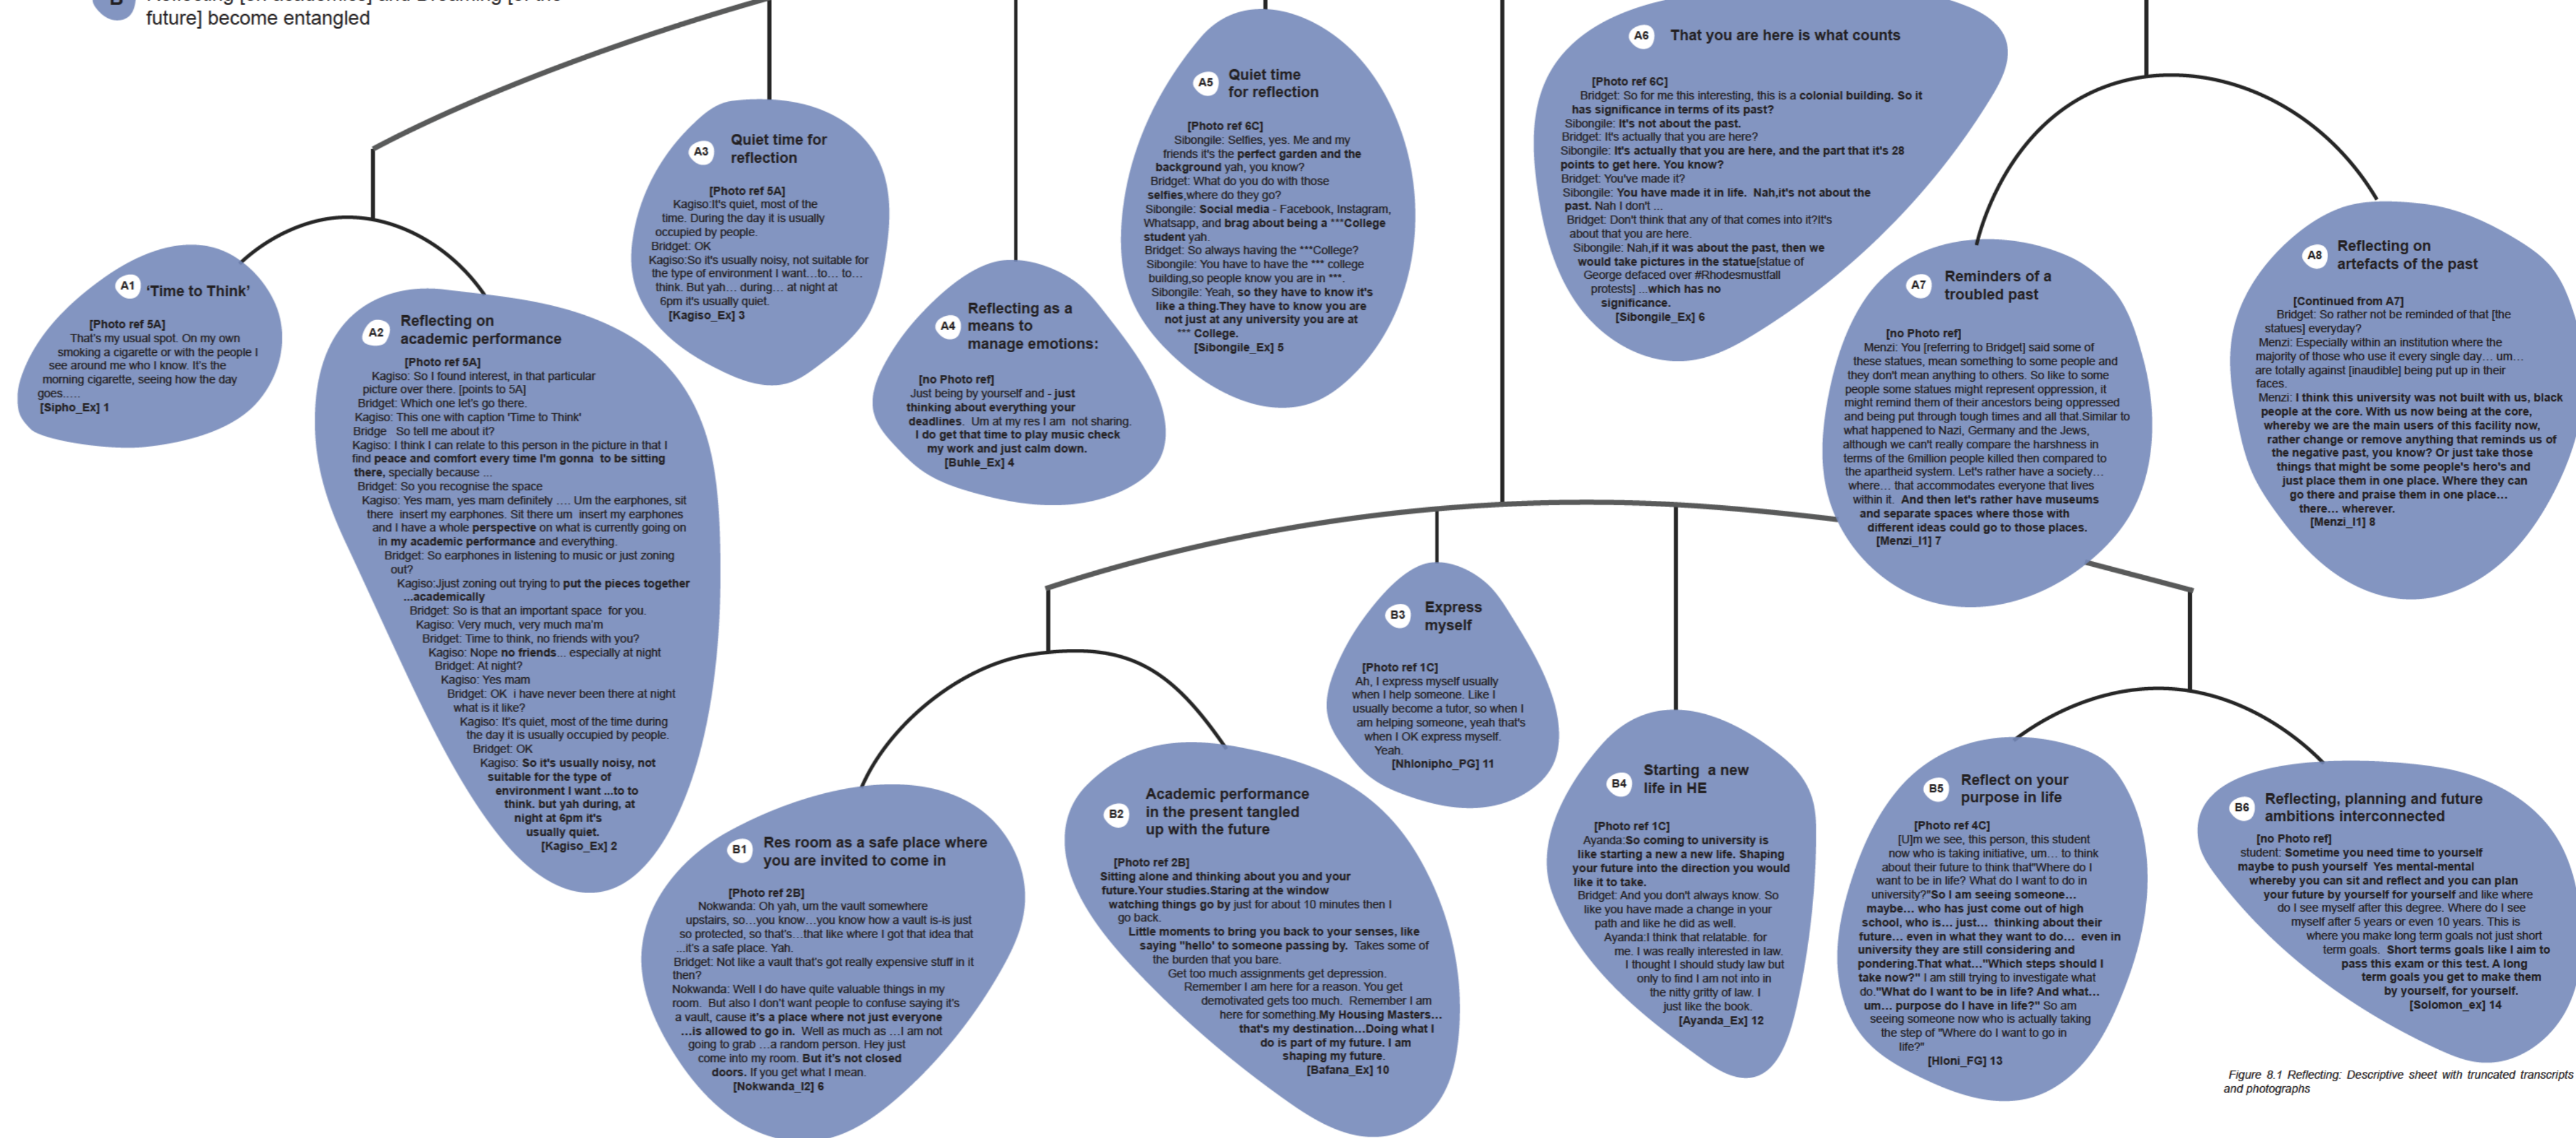 B
future] become entangled
A1 'Time to Think'
[Photo ref 5A]
That's my usual spot. On my own
smoking a cigarette or with the people I
see around me who I know. It's the
morning cigarette, seeing how the day
goes.....
[Sipho_Ex] 1
A2 Reflecting on
academic performance
[Photo ref 5A]
Kagiso: So I found interest, in that particular
picture over there. [points to 5A]
Bridget: Which one let's go there.
Kagiso: This one with caption 'Time to Think'
Bridge So tell me about it?
Kagiso: I think I can relate to this person in the picture in that I
find peace and comfort every time I'm gonna to be sitting
there, specially because ...
Bridget: So you recognise the space
Kagiso: Yes mam, yes mam definitely .... Um the earphones, sit
there insert my earphones. Sit there um insert my earphones
and I have a whole perspective on what is currently going on
in my academic performance and everything.
Bridget: So earphones in listening to music or just zoning
out?
Kagiso:Jjust zoning out trying to put the pieces together
...academically
Bridget: So is that an important space for you.
Kagiso: Very much, very much ma'm
Bridget: Time to think, no friends with you?
Kagiso: Nope no friends... especially at night
Bridget: At night?
Kagiso: Yes mam
Bridget: OK i have never been there at night
what is it like?
Kagiso: It's quiet, most of the time during
the day it is usually occupied by people.
Bridget: OK
Kagiso: So it's usually noisy, not
suitable for the type of
environment I want ...to to
think. but yah during, at
night at 6pm it's
usually quiet.
[Kagiso_Ex] 2
A3 Quiet time for
reflection
[Photo ref 5A]
Kagiso:It's quiet, most of the
time. During the day it is usually
occupied by people.
Bridget: OK
Kagiso:So it's usually noisy, not suitable for
the type of environment I want…to… to…
think. But yah… during… at night at
6pm it's usually quiet.
[Kagiso_Ex] 3
A4 Reflecting as a
means to
manage emotions:
[no Photo ref]
Just being by yourself and - just
thinking about everything your
deadlines. Um at my res I am not sharing.
I do get that time to play music check
my work and just calm down.
[Buhle_Ex] 4
A5 Quiet time
for reflection
[Photo ref 6C]
Sibongile: Selfies, yes. Me and my
friends it's the perfect garden and the
background yah, you know?
Bridget: What do you do with those
selfies,where do they go?
Sibongile: Social media - Facebook, Instagram,
Whatsapp, and brag about being a ***College
student yah.
Bridget: So always having the ***College?
Sibongile: You have to have the *** college
building,so people know you are in ***.
Sibongile: Yeah, so they have to know it's
like a thing.They have to know you are
not just at any university you are at
*** College.
[Sibongile_Ex] 5
A6 That you are here is what counts
[Photo ref 6C]
Bridget: So for me this interesting, this is a colonial building. So it
has significance in terms of its past?
Sibongile: It's not about the past.
Bridget: It's actually that you are here?
Sibongile: It's actually that you are here, and the part that it's 28
points to get here. You know?
Bridget: You've made it?
Sibongile: You have made it in life. Nah,it's not about the
past. Nah I don't ...
Bridget: Don't think that any of that comes into it?It's
about that you are here.
Sibongile: Nah,if it was about the past, then we
would take pictures in the statue[statue of
George defaced over #Rhodesmustfall
protests] ...which has no
significance.
[Sibongile_Ex] 6
A7 Reminders of a
troubled past
[no Photo ref]
Menzi: You [referring to Bridget] said some of
these statues, mean something to some people and
they don't mean anything to others. So like to some
people some statues might represent oppression, it
might remind them of their ancestors being oppressed
and being put through tough times and all that.Similar to
what happened to Nazi, Germany and the Jews,
although we can't really compare the harshness in
terms of the 6million people killed then compared to
the apartheid system. Let's rather have a society…
where… that accommodates everyone that lives
within it. And then let's rather have museums
and separate spaces where those with
different ideas could go to those places.
[Menzi_I1] 7
A8 Reflecting on
artefacts of the past
[Continued from A7]
Bridget: So rather not be reminded of that [the
statues] everyday?
Menzi: Especially within an institution where the
majority of those who use it every single day… um…
are totally against [inaudible] being put up in their
faces.
Menzi: I think this university was not built with us, black
people at the core. With us now being at the core,
whereby we are the main users of this facility now,
rather change or remove anything that reminds us of
the negative past, you know? Or just take those
things that might be some people's hero's and
just place them in one place. Where they can
go there and praise them in one place…
there… wherever.
[Menzi_I1] 8
B1 Res room as a safe place where
you are invited to come in
[Photo ref 2B]
Nokwanda: Oh yah, um the vault somewhere
upstairs, so…you know…you know how a vault is-is just
so protected, so that's…that like where I got that idea that
...it's a safe place. Yah.
Bridget: Not like a vault that's got really expensive stuff in it
then?
Nokwanda: Well I do have quite valuable things in my
room. But also I don't want people to confuse saying it's
a vault, cause it's a place where not just everyone
...is allowed to go in. Well as much as ...I am not
going to grab ...a random person. Hey just
come into my room. But it's not closed
doors. If you get what I mean.
[Nokwanda_I2] 6
B2 Academic performance
in the present tangled
up with the future
[Photo ref 2B]
Sitting alone and thinking about you and your
future.Your studies.Staring at the window
watching things go by just for about 10 minutes then I
go back.
Little moments to bring you back to your senses, like
saying "hello' to someone passing by. Takes some of
the burden that you bare.
Get too much assignments get depression.
Remember I am here for a reason. You get
demotivated gets too much. Remember I am
here for something.My Housing Masters…
that's my destination…Doing what I
do is part of my future. I am
shaping my future.
[Bafana_Ex] 10
B3 Express
myself
[Photo ref 1C]
Ah, I express myself usually
when I help someone. Like I
usually become a tutor, so when I
am helping someone, yeah that's
when I OK express myself.
Yeah.
[Nhlonipho_PG] 11
B4 Starting a new
life in HE
[Photo ref 1C]
Ayanda:So coming to university is
like starting a new a new life. Shaping
your future into the direction you would
like it to take.
Bridget: And you don't always know. So
like you have made a change in your
path and like he did as well.
Ayanda:I think that relatable. for
me. I was really interested in law.
I thought I should study law but
only to find I am not into in
the nitty gritty of law. I
just like the book.
[Ayanda_Ex] 12
B5 Reflect on your
purpose in life
[Photo ref 4C]
[U]m we see, this person, this student
now who is taking initiative, um… to think
about their future to think that"Where do I
want to be in life? What do I want to do in
university?"So I am seeing someone…
maybe… who has just come out of high
school, who is… just… thinking about their
future… even in what they want to do… even in
university they are still considering and
pondering.That what…"Which steps should I
take now?" I am still trying to investigate what
do."What do I want to be in life? And what…
um… purpose do I have in life?" So am
seeing someone now who is actually taking
the step of "Where do I want to go in
life?"
[Hloni_FG] 13
B6 Reflecting, planning and future
ambitions interconnected
[no Photo ref]
student: Sometime you need time to yourself
maybe to push yourself Yes mental-mental
whereby you can sit and reflect and you can plan
your future by yourself for yourself and like where
do I see myself after this degree. Where do I see
myself after 5 years or even 10 years. This is
where you make long term goals not just short
term goals. Short terms goals like I aim to
pass this exam or this test. A long
term goals you get to make them
by yourself, for yourself.
[Solomon_ex] 14
Figure 8.1 Reflecting: Descriptive sheet with truncated transcripts
and photographs